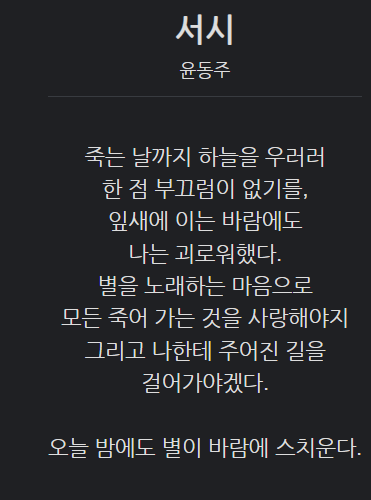 서시
윤동주
죽는 날까지 하늘을 우러러
한 점 부끄럼이 없기를,
잎새에 이는 바람에도
나는 괴로워했다.
별을 노래하는 마음으로
모든 죽어 가는 것을 사랑해야지
그리고 나한테 주어진 길을
걸어가야겠다.
오늘 밤에도 별이 바람에 스치운다.